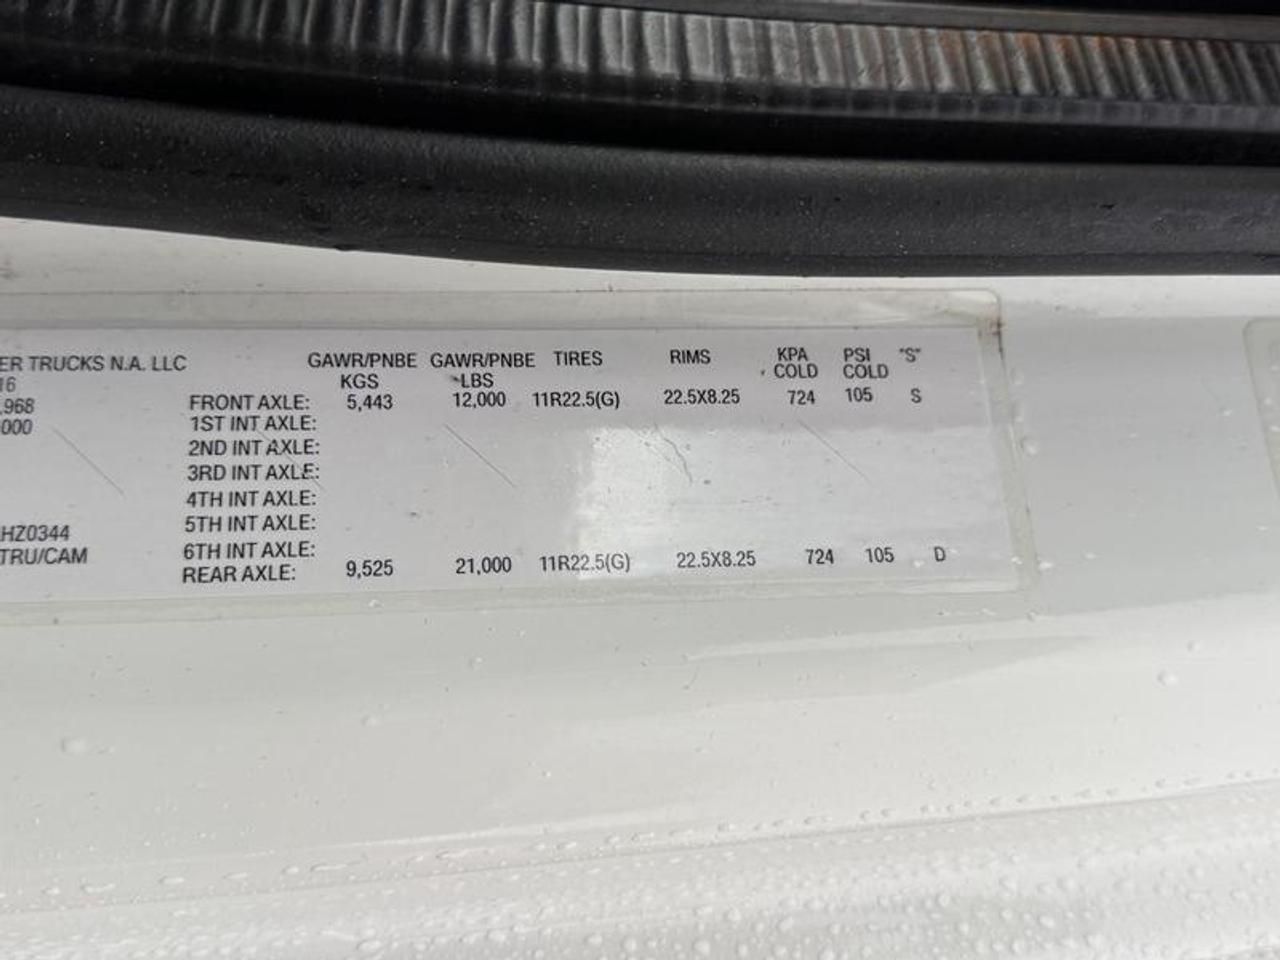 ER TRUCKS N.A. LLC GAWR/PNBE GAWR/PNBE TIRES RIMS KPA PSI "S"
16 KGS LBS COLD COLD
,968 FRONT AXLE: 5,443 12,000 11R22.5(G) 22.5X8.25 724 105 S
000 1ST INT AXLE:
2ND INT AXLE:
3RD INT AXLE:
4TH INT AXLE:
HZ0344 5TH INT AXLE:
TRU/CAM 6TH INT AXLE:
REAR AXLE: 9,525 21,000 11R22.5(G) 22.5X8.25 724 105 D